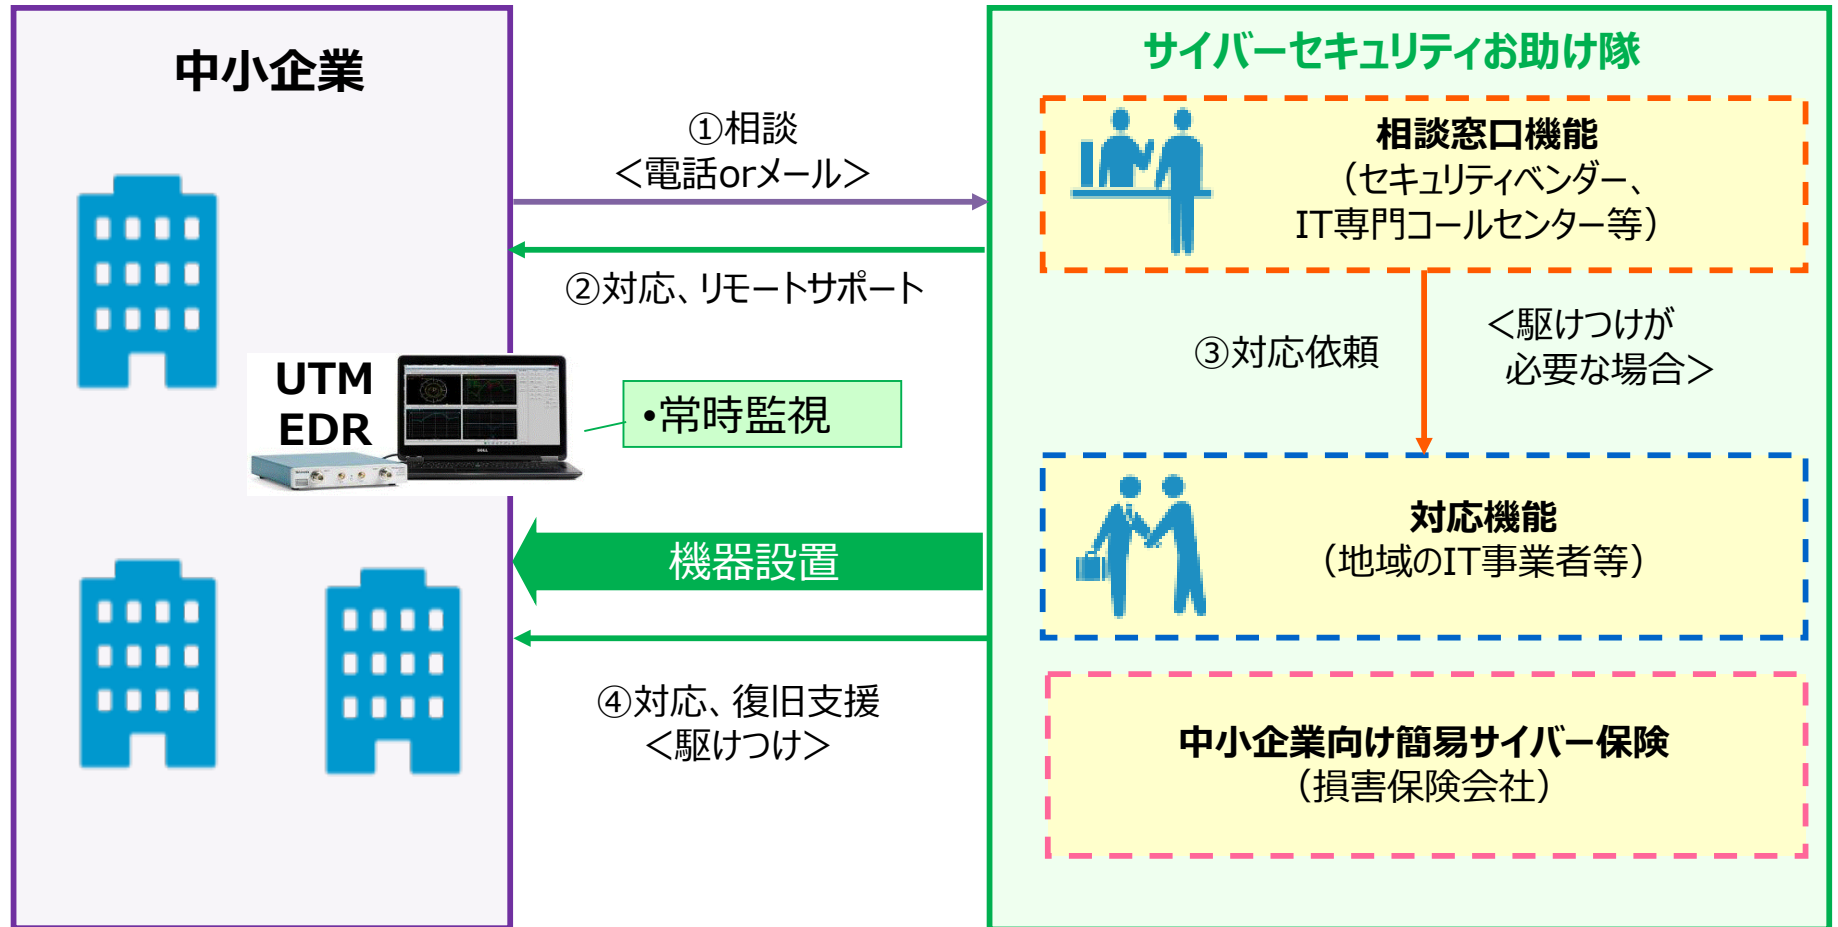 中小企業
サイバーセキュリティお助け隊
①相談
<電話orメール>
②対応、リモートサポート
相談窓口機能
(セキュリティベンダー、
IT専門コールセンター等)
③対応依頼
<駆けつけが
必要な場合>
UTM
EDR
•常時監視
機器設置
対応機能
(地域のIT事業者等)
④対応、復旧支援
<駆けつけ>
中小企業向け簡易サイバー保険
(損害保険会社)